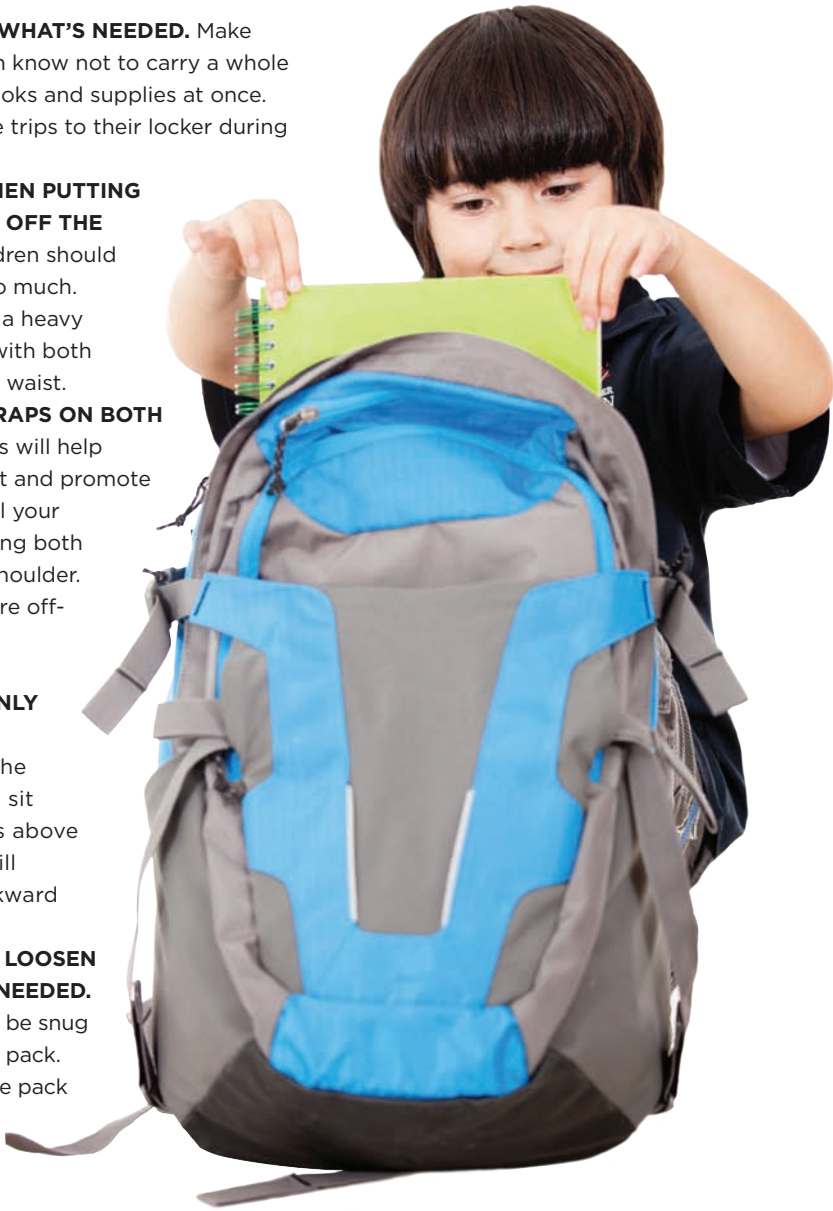 WHAT'S NEEDED. Make
n know not to carry a whole
oks and supplies at once.
e trips to their locker during
HEN PUTTING
OFF THE
dren should
o much.
a heavy
with both
waist.
RAPS ON BOTH
s will help
t and promote
l your
ng both
houlder.
re off-
NLY
he
sit
s above
ill
kward
LOOSEN
NEEDED.
be snug
pack.
e pack